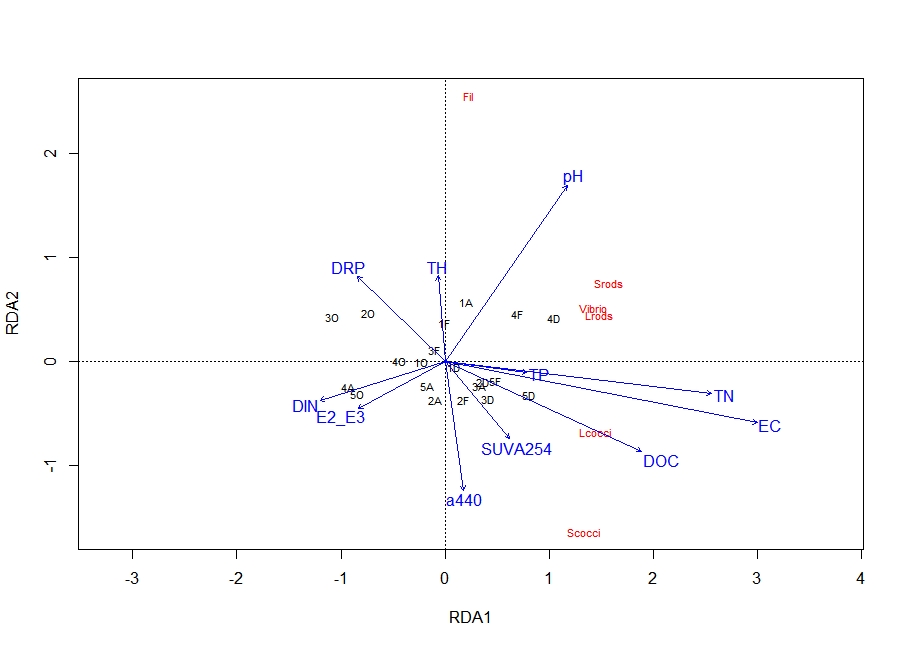 Fil
2
pH
DRP
TH
1
Srods
1A
Vibrio
Lrods
3O
2O
4F
4D
1F
RDA2
3F
0
4O
1O
1D
TP
2D
5F
3A
4A
5A
5O
TN
5D
3D
2A
2F
DIN
E2_E3
EC
Lcocci
SUVA254
DOC
-1
a440
Scocci
-3
-2
-1
0
1
2
3
4
RDA1